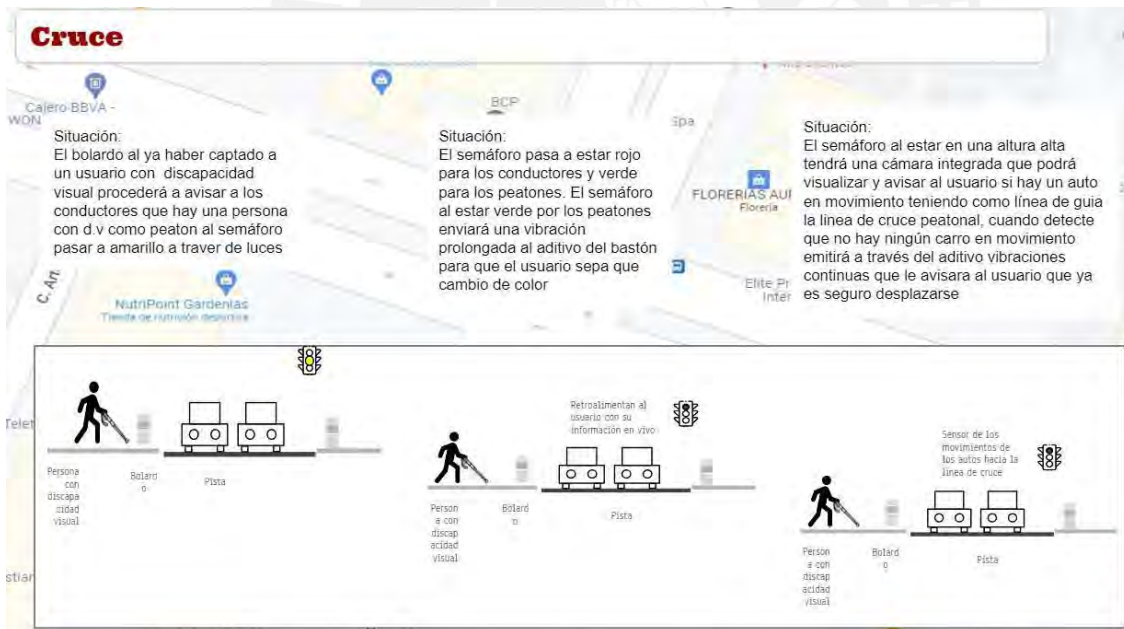 Cruce
Cajero BBVA -
WON
BCP
Spa
Situación:
El bolardo al ya haber captado a
un usuario con discapacidad
visual procederá a avisar a los
conductores que hay una persona
con d.v como peaton al semáforo
pasar a amarillo a traver de luces
Situación:
El semáforo pasa a estar rojo
para los conductores y verde
para los peatones. El semáforo
al estar verde por los peatones
enviará una vibración
prolongada al aditivo del bastón
para que el usuario sepa que
cambio de color
Situación:
El semáforo al estar en una altura alta
tendrá una cámara integrada que podrá
visualizar y avisar al usuario si hay un auto
en movimiento teniendo como línea de guia
la linea de cruce peatonal, cuando detecte
que no hay ningún carro en movimiento
emitirá a través del aditivo vibraciones
continuas que le avisara al usuario que ya
es seguro desplazarse
FLORERIAS AU
Florería
Elite Pr
Inter
C. Art
NutriPoint Gardenias
Tienda de nutrición deportiva
Telet
stian
Persona
con
discapa
cidad
visual
Bolard
o
Pista
Retroalimentan al
usuario con su
información en vivo
Person
a con
discap
acidad
visual
Bolard
o
Pista
Sensor de los
movimientos de
los autos hacia la
linea de cruce
Person
a con
discap
acidad
visual
Bolard
o
Pista